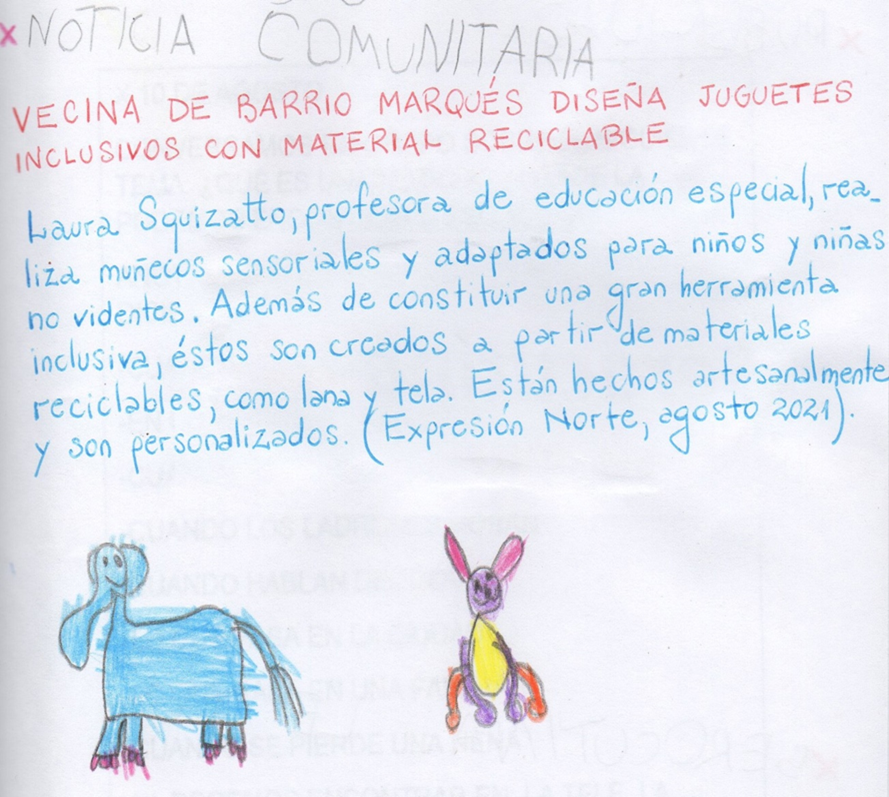 x NOTICIA COMUNITARIA
VECINA DE BARRIO MARQUÉS DISEÑA JUGUETES
INCLUSIVOS CON MATERIAL RECICLABLE
Laura Squizatto, profesora de educación especial, rea-
liza muñecos sensoriales y adaptados para niños y niñas
no videntes. Además de constituir una gran herramienta
inclusiva, éstos son creados a partir de materiales
reciclables, como lana y tela. Están hechos artesanalmente
y son personalizados. (Expresión Norte, agosto 2021).